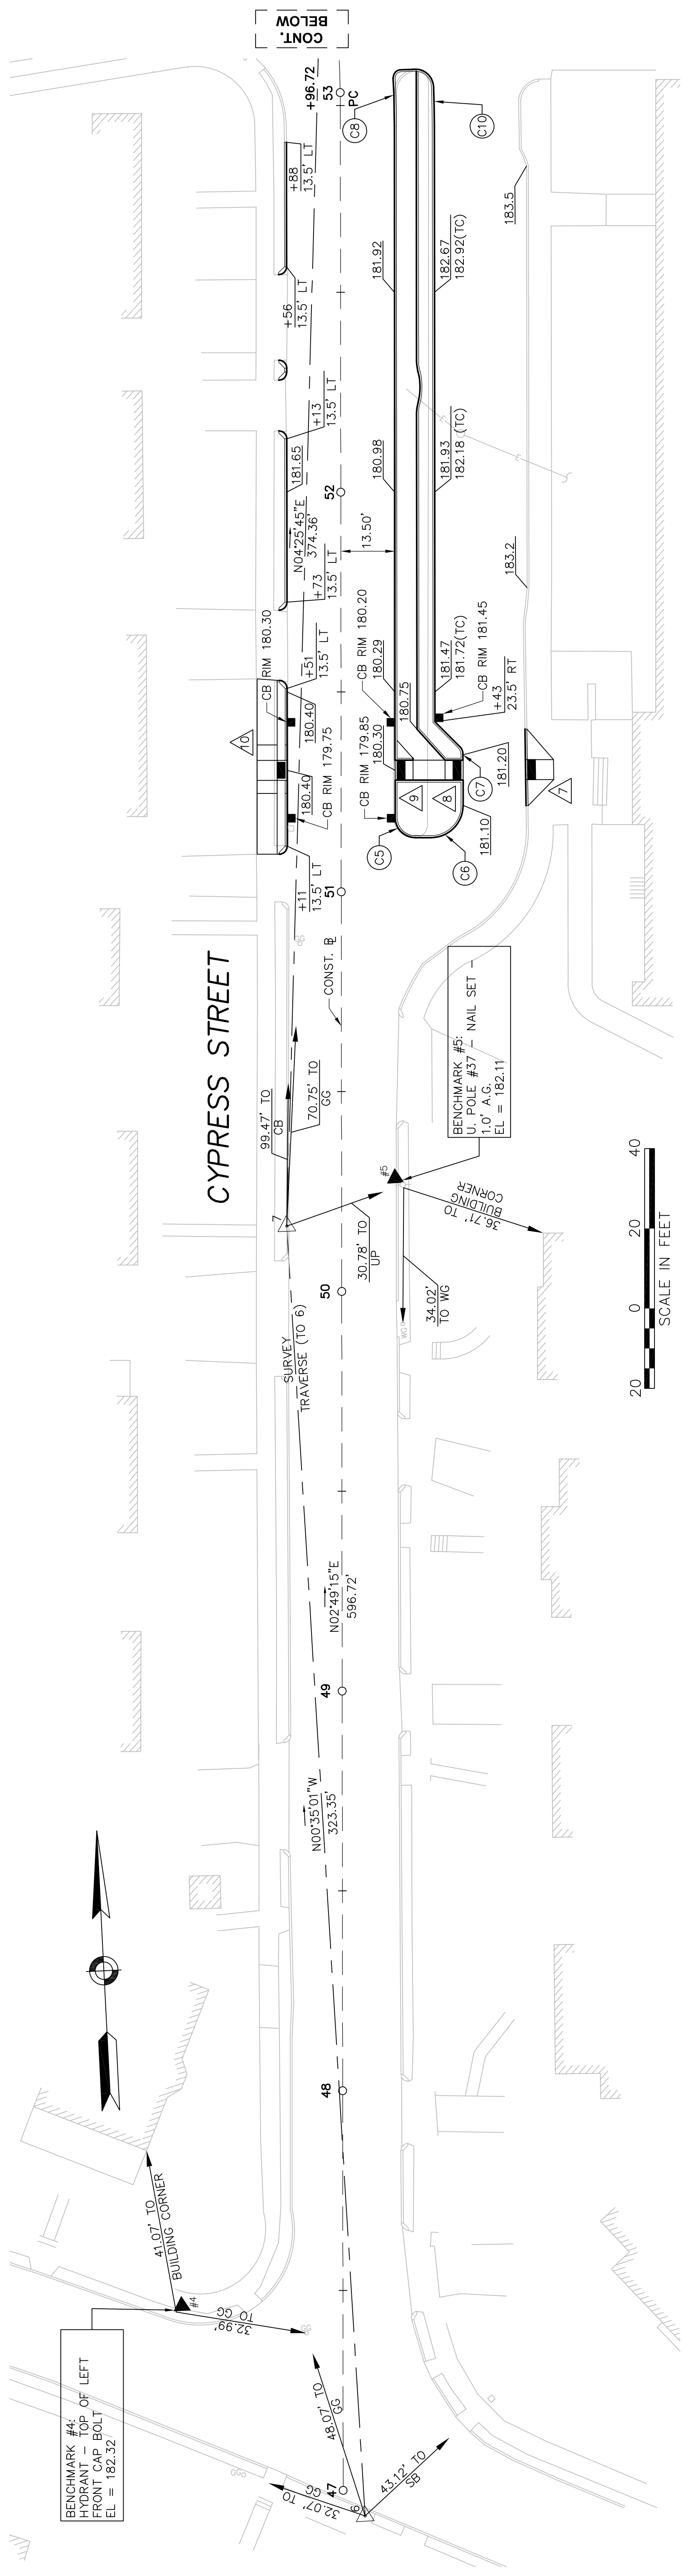 CONT.
BELOW
+96.72
53
PC
C8
C10
+88
13.5' LT
183.5
181.92
182.67
182.92(TC)
+56
13.5' LT
+13
13.5' LT
181.65
180.98
181.93
182.18 (TC)
52
N04°25'45"E
374.36'
13.50'
+73
13.5' LT
183.2
CB RIM 180.30
+51
13.5' LT
CB RIM 180.20
180.29
181.47
181.72(TC)
CB RIM 181.45
10
180.40
180.75
+43
23.5' RT
CB RIM 179.75
CB RIM 179.85
180.30
180.40
9
8
C7
181.20
7
+11
13.5' LT
C5
C6
181.10
51
GG
CYPRESS STREET
CONST. BL
BENCHMARK #5:
U. POLE #37 - NAIL SET -
1.0' A.G.
EL = 182.11
99.47' TO
CB
70.75' TO
GG
7
#5
36.71' TO
BUILDING
CORNER
30.78' TO
UP
34.02'
TO WG
WG
50
SURVEY
TRAVERSE (TO 6)
20
0
20
40
SCALE IN FEET
N02°49'15"E
596.72'
49
N00°35'01"W
323.35'
48
41.07' TO
BUILDING CORNER
#4
32.99'
TO GG
GG
BENCHMARK #4:
HYDRANT - TOP OF LEFT
FRONT CAP BOLT
EL = 182.32
48.07' TO
GG
47
32.07' TO
GG
43.12' TO
SB
6
GG